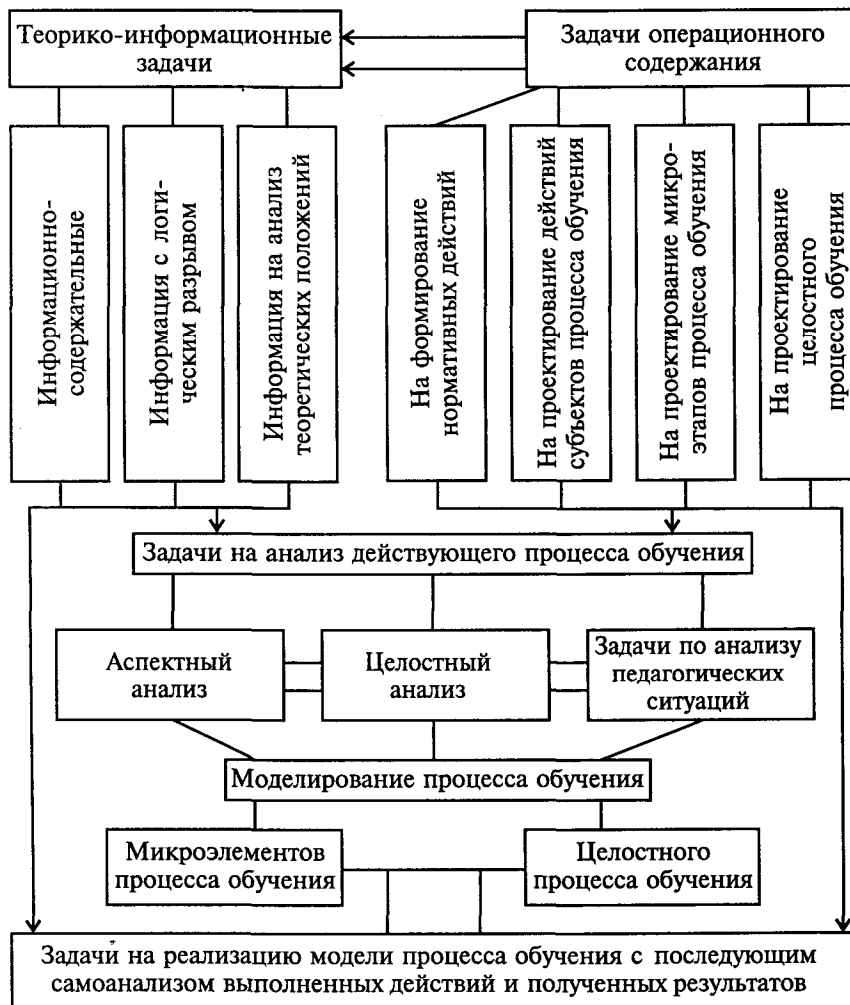 Теорико-информационные
задачи
Задачи операционного
содержания
Информационно-
содержательные
Информация с логи-
ческим разрывом
Информация на анализ
теоретических положений
На формирование
нормативных действий
На проектирование действий
субъектов процесса обучения
На проектирование микро-
этапов процесса обучения
На проектирование
целостного
процесса обучения
Задачи на анализ действующего процесса обучения
Аспектный
анализ
Целостный
анализ
Задачи по анализу
педагогических
ситуаций
Моделирование процесса обучения
Микроэлементов
процесса обучения
Целостного
процесса обучения
Задачи на реализацию модели процесса обучения с последующим
самоанализом выполненных действий и полученных результатов